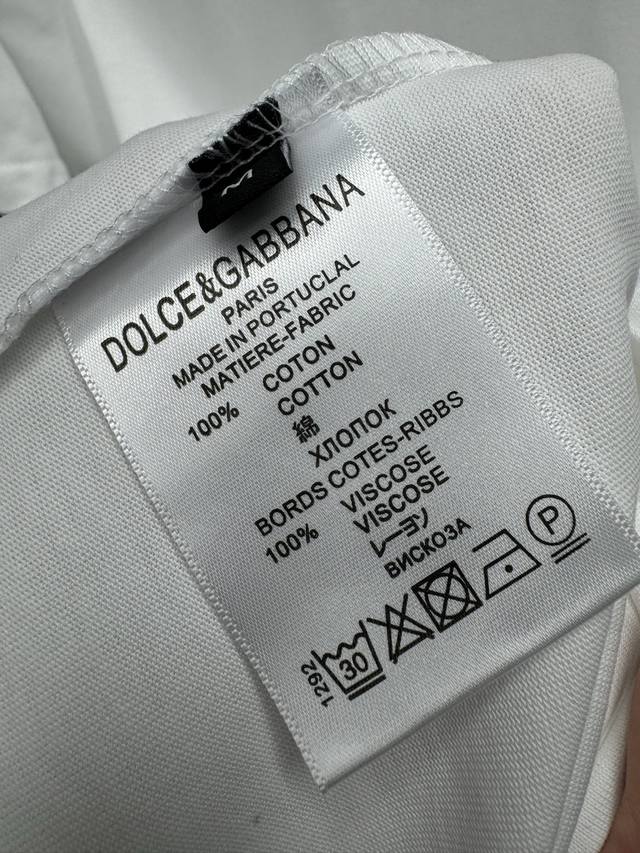 M
DOLCE&GABBANA
PARIS
MADE IN PORTUCLAL
MATIERE-FABRIC
100% COTON
COTTON
綿
ХЛОПОК
BORDS COTES-RIBBS
100% VISCOSE
VISCOSE
レーヨン
ВИСКОЗА
1292 30 P